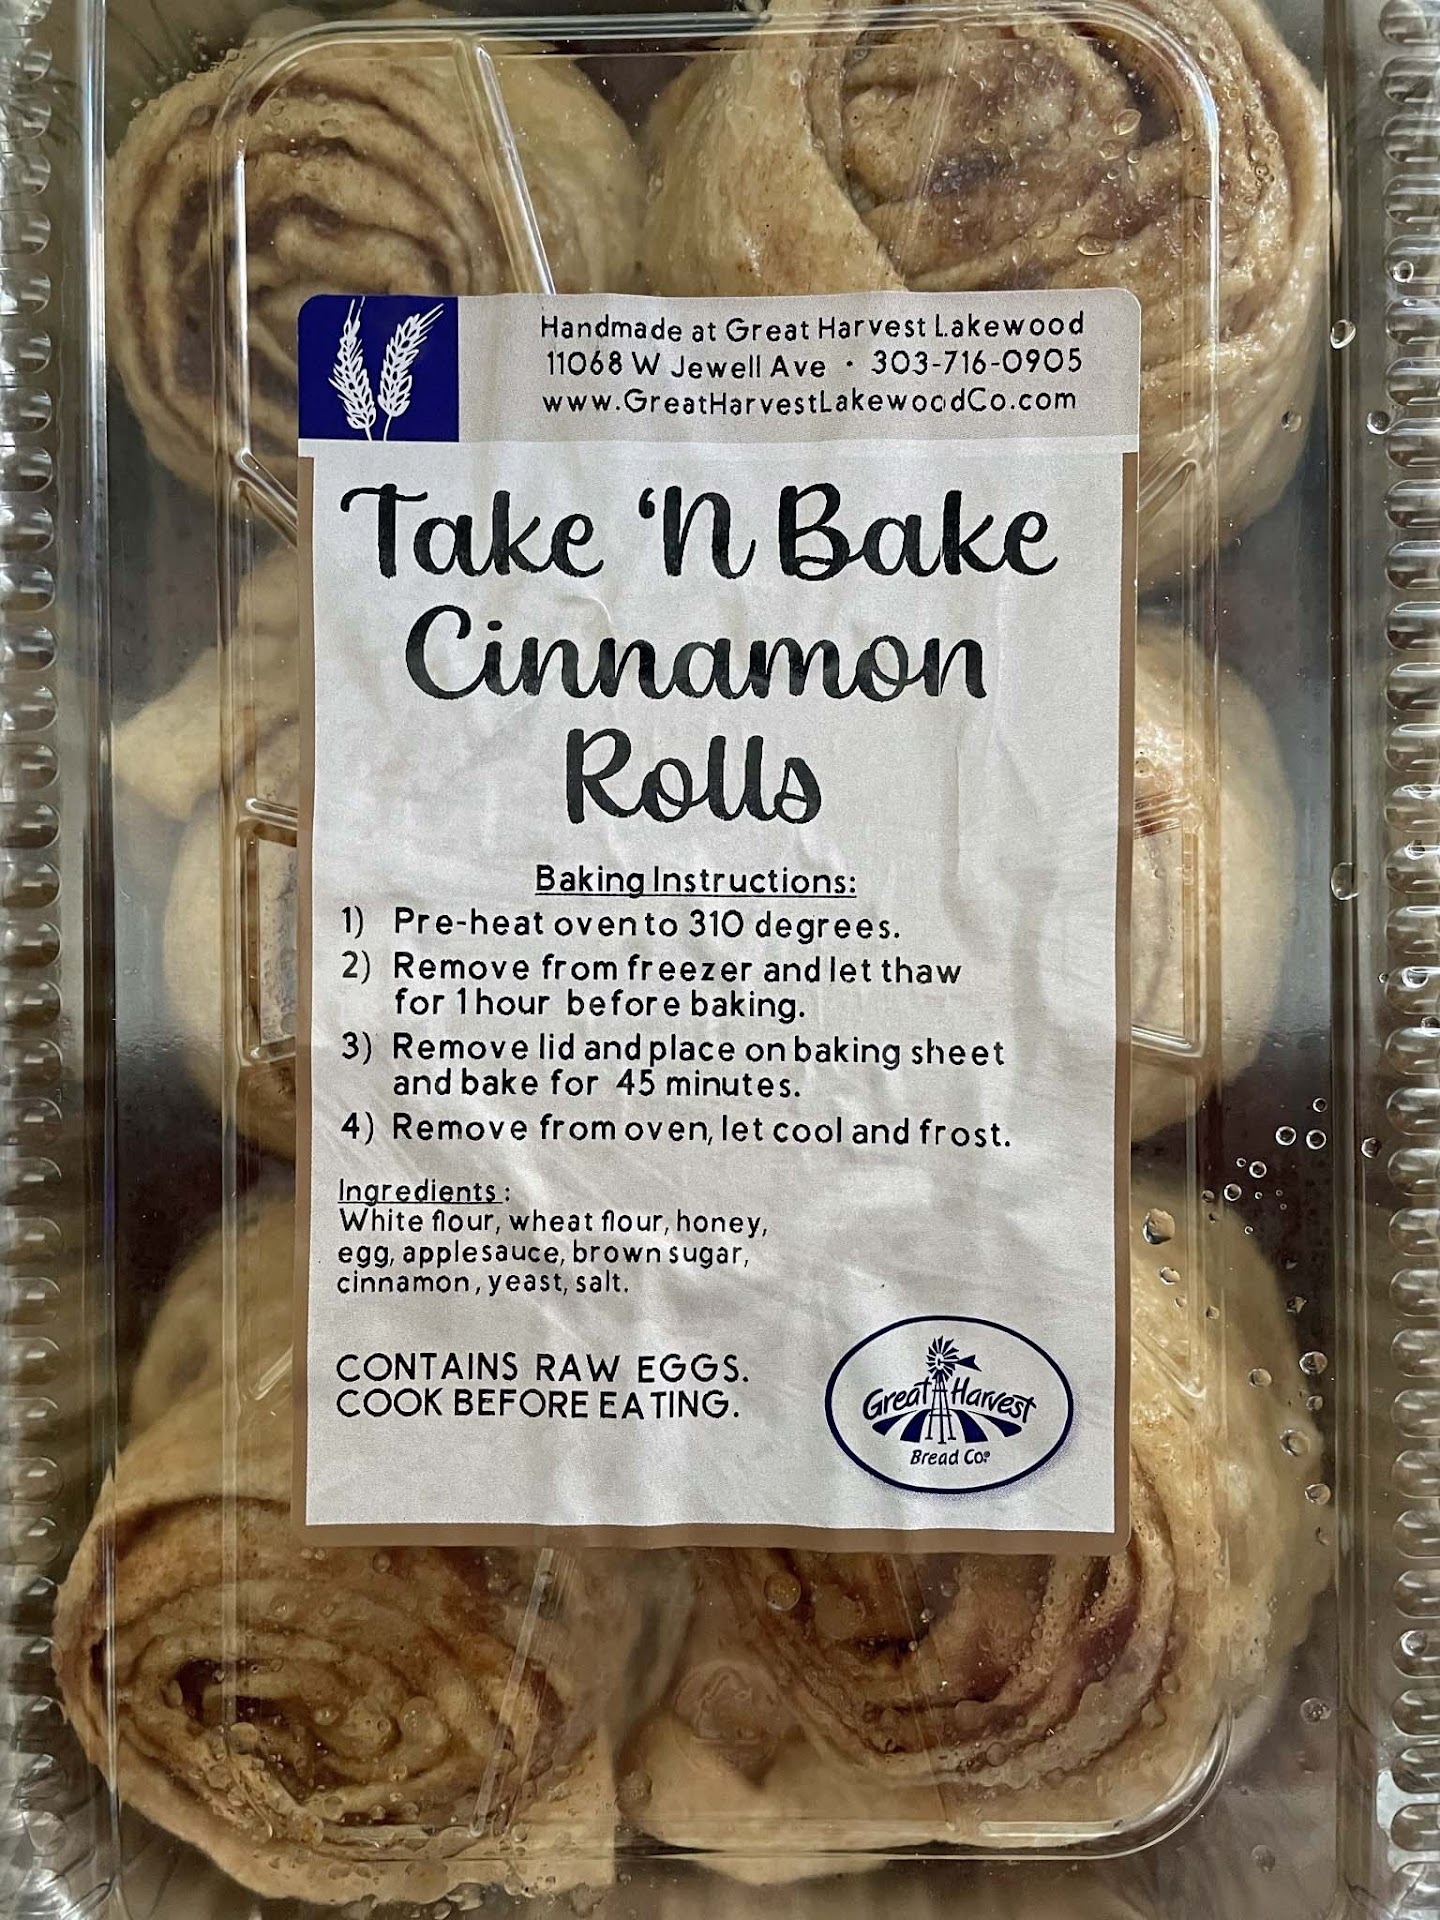 Handmade at Great Harvest Lakewood
11068 W Jewell Ave · 303-716-0905
www.GreatHarvestLakewoodCo.com
Take 'N Bake
Cinnamon
Rolls
Baking Instructions:
1) Pre-heat oven to 310 degrees.
2) Remove from freezer and let thaw
for 1 hour before baking.
3) Remove lid and place on baking sheet
and bake for 45 minutes.
4) Remove from oven, let cool and frost.
Ingredients:
White flour, wheat flour, honey,
egg, applesauce, brown sugar,
cinnamon, yeast, salt.
CONTAINS RAW EGGS.
COOK BEFORE EATING.
Great Harvest
Bread Co.®